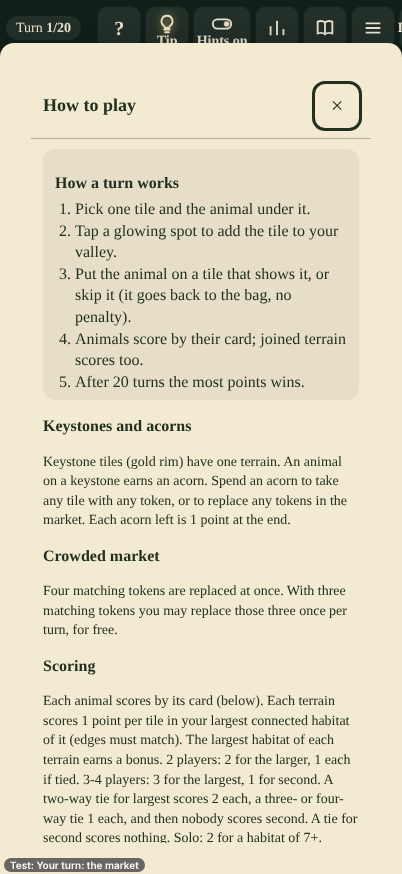 Turn 1/20
?
Tip
Hints on
How to play
×
How a turn works
1. Pick one tile and the animal under it.
2. Tap a glowing spot to add the tile to your
valley.
3. Put the animal on a tile that shows it, or
skip it (it goes back to the bag, no
penalty).
4. Animals score by their card; joined terrain
scores too.
5. After 20 turns the most points wins.
Keystones and acorns
Keystone tiles (gold rim) have one terrain. An animal
on a keystone earns an acorn. Spend an acorn to take
any tile with any token, or to replace any tokens in the
market. Each acorn left is 1 point at the end.
Crowded market
Four matching tokens are replaced at once. With three
matching tokens you may replace those three once per
turn, for free.
Scoring
Each animal scores by its card (below). Each terrain
scores 1 point per tile in your largest connected habitat
of it (edges must match). The largest habitat of each
terrain earns a bonus. 2 players: 2 for the larger, 1 each
if tied. 3-4 players: 3 for the largest, 1 for second. A
two-way tie for largest scores 2 each, a three- or four-
way tie 1 each, and then nobody scores second. A tie for
second scores nothing. Solo: 2 for a habitat of 7+.
Test: Your turn: the market